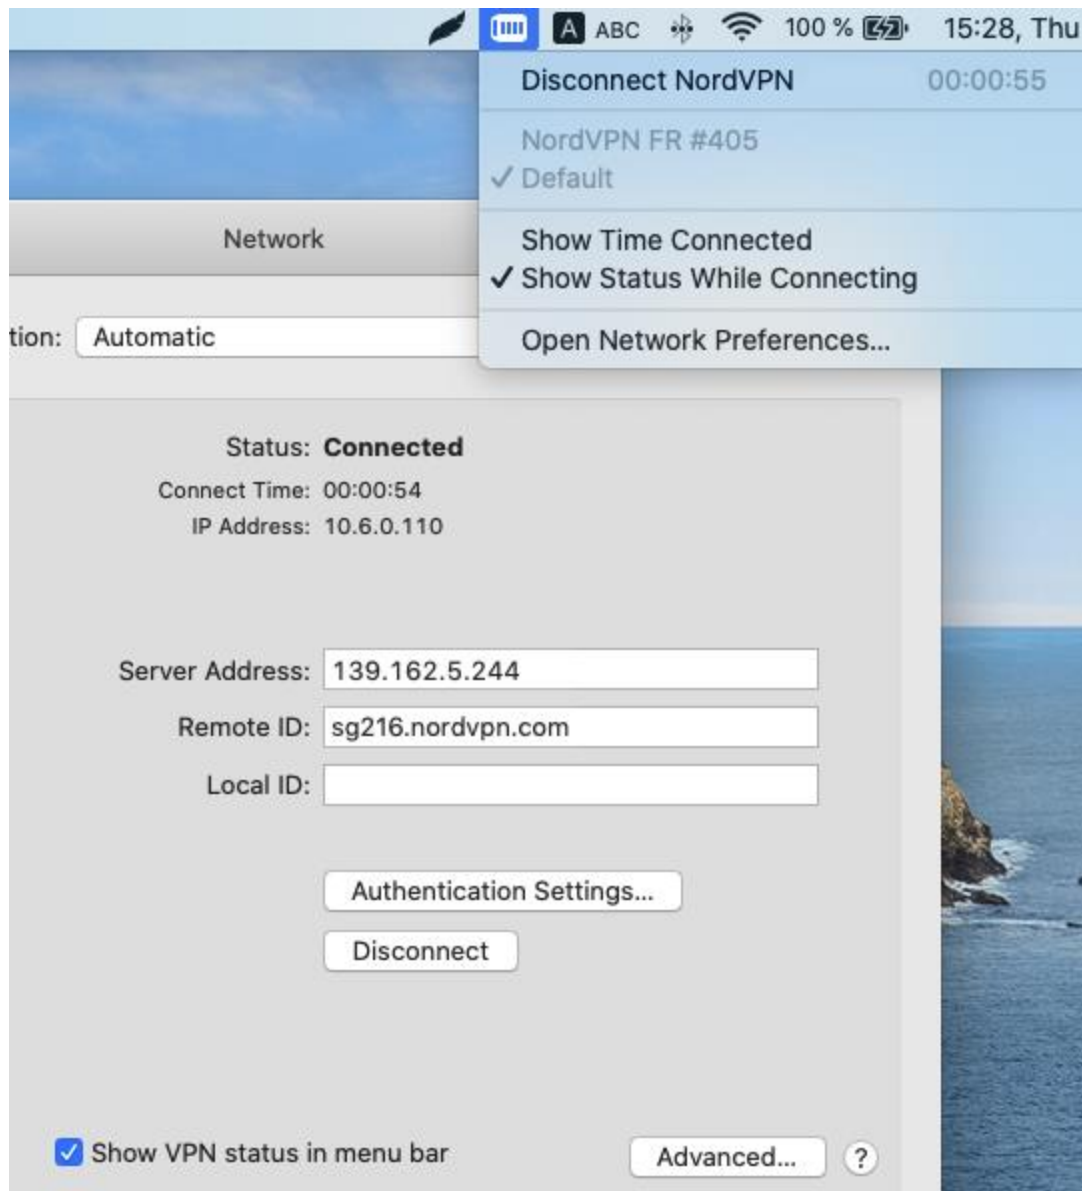 A ABC 100 % 15:28, Thu
Disconnect NordVPN 00:00:55
NordVPN FR #405
✓ Default
Show Time Connected
✓ Show Status While Connecting
Open Network Preferences...
Network
tion: Automatic
Status: Connected
Connect Time: 00:00:54
IP Address: 10.6.0.110
Server Address: 139.162.5.244
Remote ID: sg216.nordvpn.com
Local ID:
Authentication Settings...
Disconnect
Show VPN status in menu bar
Advanced... ?